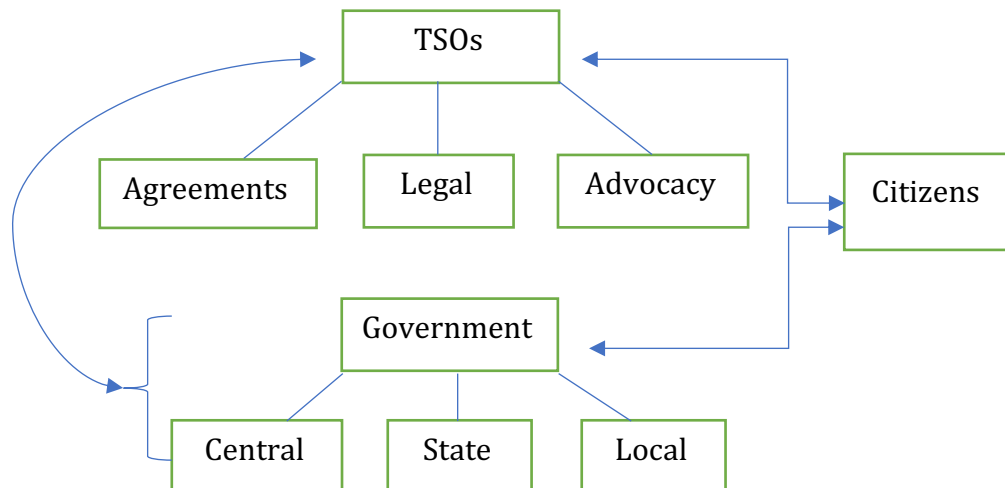 TSOs
Agreements
Legal
Advocacy
Citizens
Government
Central
State
Local